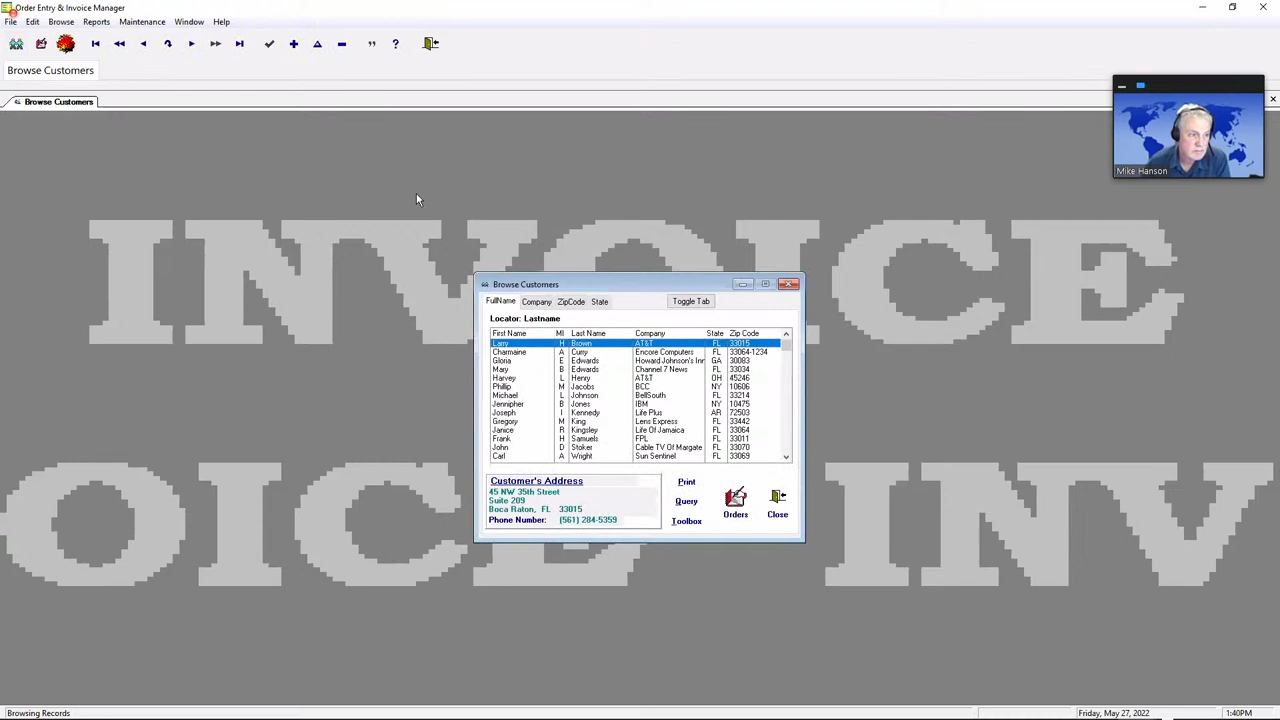 Order Entry & Invoice Manager
File Edit Browse Reports Maintenance Window Help
Browse Customers
Browse Customers
Mike Hanson
INVOICE
OICE INV
Browse Customers
FullName Company ZipCode State Toggle Tab
Locator: Lastname
First Name MI Last Name Company State Zip Code
Larry H Brown AT&T FL 33015
Charmaine A Curry Encore Computers FL 33064-1234
Gloria E Edwards Howard Johnson's Inn GA 30083
Mary B Edwards Channel 7 News FL 33034
Harvey L Henry AT&T OH 45246
Phillip M Jacobs BCC NY 10606
Michael L Johnson BellSouth FL 33214
Jennipher B Jones IBM NY 10475
Joseph I Kennedy Life Plus AR 72503
Gregory M King Lens Express FL 33442
Janice R Kingsley Life Of Jamaica FL 33064
Frank H Samuels FPL FL 33011
John D Stoker Cable TV Of Margate FL 33070
Carl A Wright Sun Sentinel FL 33069
Customer's Address
45 NW 35th Street
Suite 209
Boca Raton, FL 33015
Phone Number: (561) 284-5359
Print
Query
Toolbox
Orders
Close
Browsing Records
Friday, May 27, 2022
1:40PM